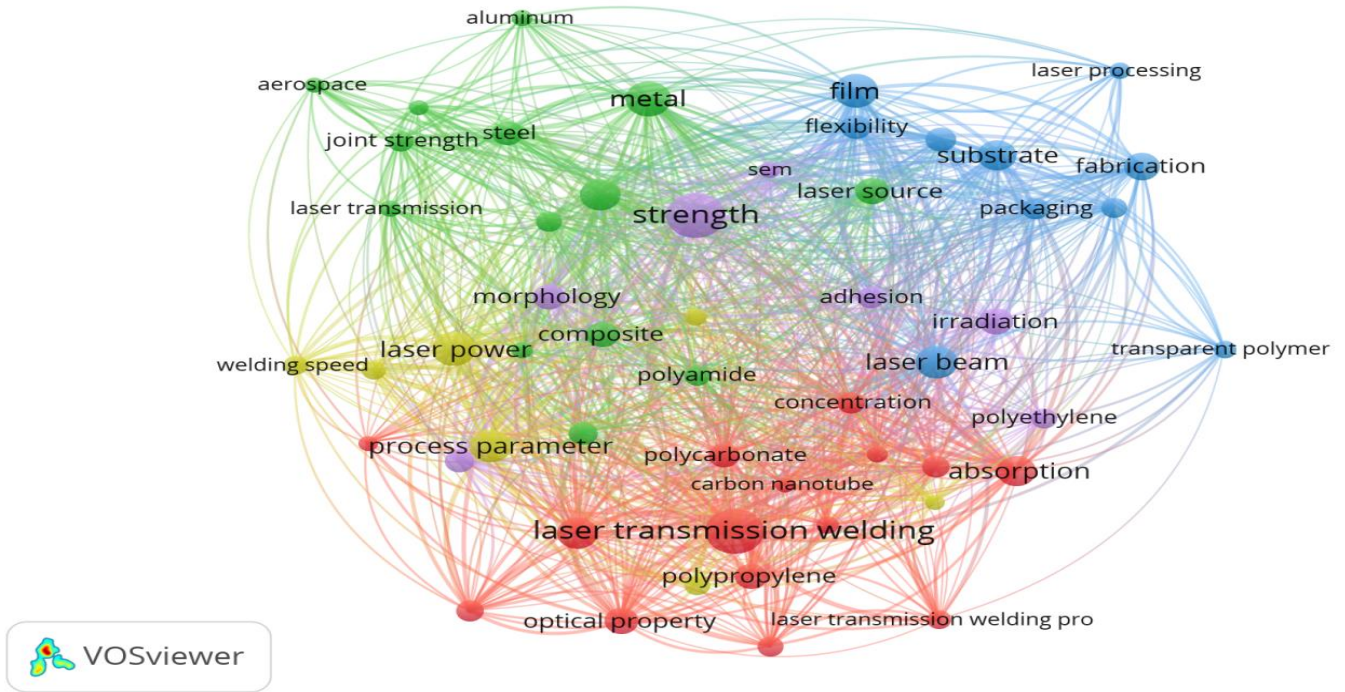 aluminum
laser processing
aerospace
film
metal
flexibility
steel
joint strength
substrate
fabrication
sem
laser source
laser transmission
packaging
strength
morphology
adhesion
irradiation
composite
laser power
transparent polymer
laser beam
welding speed
polyamide
concentration
polyethylene
process parameter
polycarbonate
absorption
carbon nanotube
laser transmission welding
polypropylene
optical property
laser transmission welding pro
VOSviewer